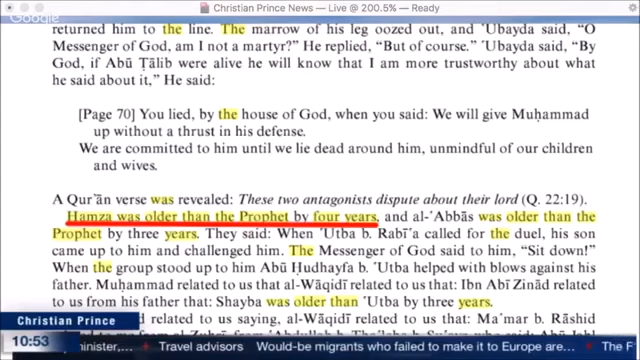 Christian Prince News — Live @ 200.5% — Ready
Google
returned him to the line. The marrow of his leg oozed out, and ʿUbayda said, “O
Messenger of God, am I not a martyr?” He replied, “But of course.” ʿUbayda said, “By
God, if Abū Ṭālib were alive he will know that I am more trustworthy about what
he said about it,” He said:
[Page 70] You lied, by the house of God, when you said: We will give Muḥammad
up without a thrust in his defense.
We are committed to him until we lie dead around him, unmindful of our children
and wives.
A Qurʾān verse was revealed: These two antagonists dispute about their lord (Q. 22:19).
Hamza was older than the Prophet by four years, and al-ʿAbbās was older than the
Prophet by three years. They said: When ʿUtba b. Rabīʿa called for the duel, his son
came up to him and challenged him. The Messenger of God said to him, “Sit down!”
When the group stood up to him Abū Ḥudhayfa b. ʿUtba helped with blows against his
father. Muḥammad related to us that al-Wāqidī related to us that: Ibn Abī Zinād related
to us from his father that: Shayba was older than ʿUtba by three years.
related to us saying, al-Wāqidī related to us that: Maʿmar b. Rāshid
Christian Prince
10:53
minister,... Travel advisors Would-be migrants who failed to make it to Europe are... The F